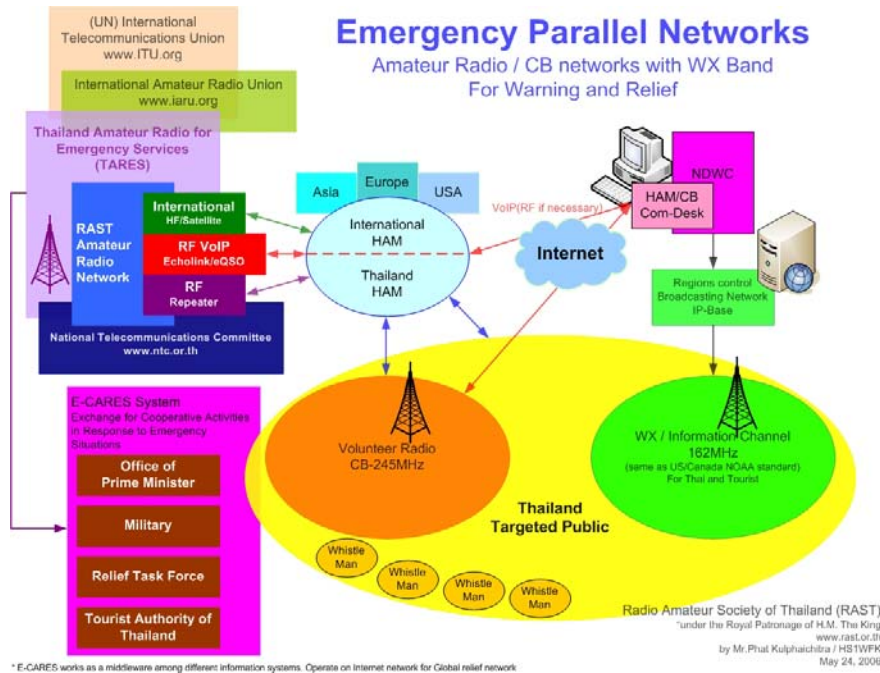 Emergency Parallel Networks
Amateur Radio / CB networks with WX Band
For Warning and Relief
(UN) International
Telecommunications Union
www.ITU.org
International Amateur Radio Union
www.iaru.org
Thailand Amateur Radio for
Emergency Services
(TARES)
RAST
Amateur
Radio
Network
International
HF/Satellite
RF VoIP
Echolink/eQSO
RF
Repeater
National Telecommunications Committee
www.ntc.or.th
Asia
Europe
USA
International
HAM
Thailand
HAM
VoIP(RF if necessary)
Internet
NDWC
HAM/CB
Com-Desk
Regions control
Broadcasting Network
IP-Base
E-CARES System
Exchange for Cooperative Activities
in Response to Emergency
Situations
Office of
Prime Minister
Military
Relief Task Force
Tourist Authority of
Thailand
Volunteer Radio
CB-245MHz
WX / Information Channel
162MHz
(same as US/Canada NOAA standard)
For Thai and Tourist
Thailand
Targeted Public
Whistle
Man
Whistle
Man
Whistle
Man
Whistle
Man
Radio Amateur Society of Thailand (RAST)
"under the Royal Patronage of H.M. The King
www.rast.or.th
by Mr.Phat Kulphaichitra / HS1WFK
May 24, 2006
* E-CARES works as a middleware among different information systems. Operate on Internet network for Global relief network